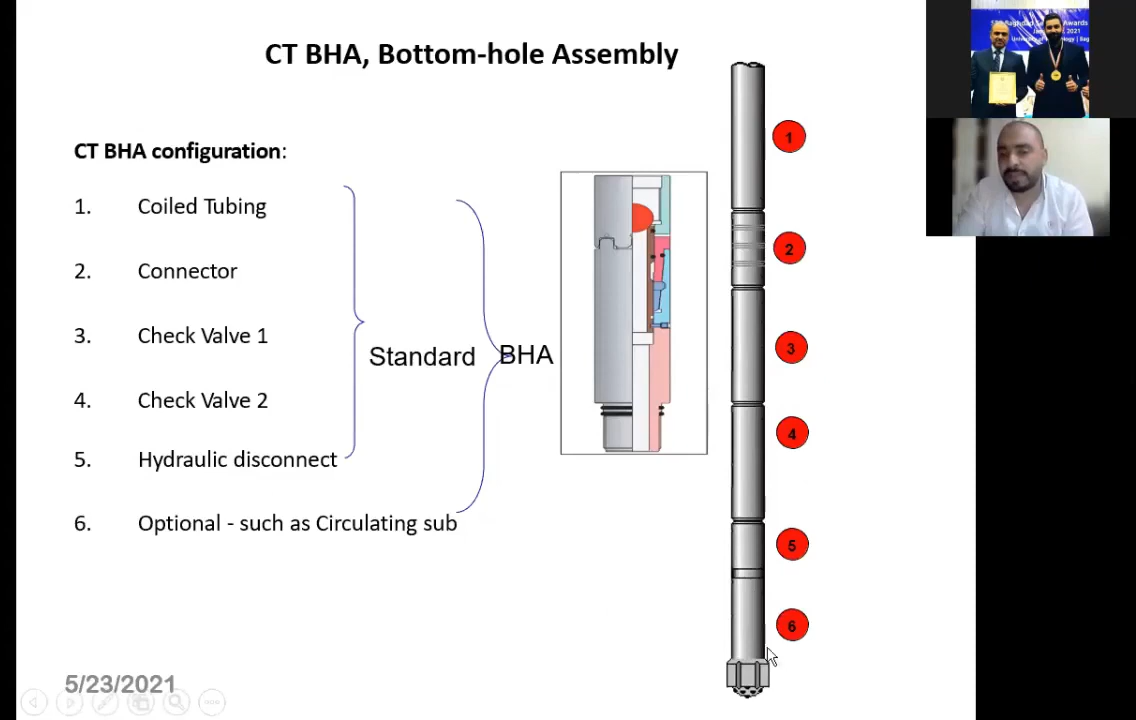 CT BHA, Bottom-hole Assembly
CT BHA configuration:
1. Coiled Tubing
2. Connector
3. Check Valve 1
4. Check Valve 2
5. Hydraulic disconnect
6. Optional - such as Circulating sub
Standard
BHA
1
2
3
4
5
6
5/23/2021